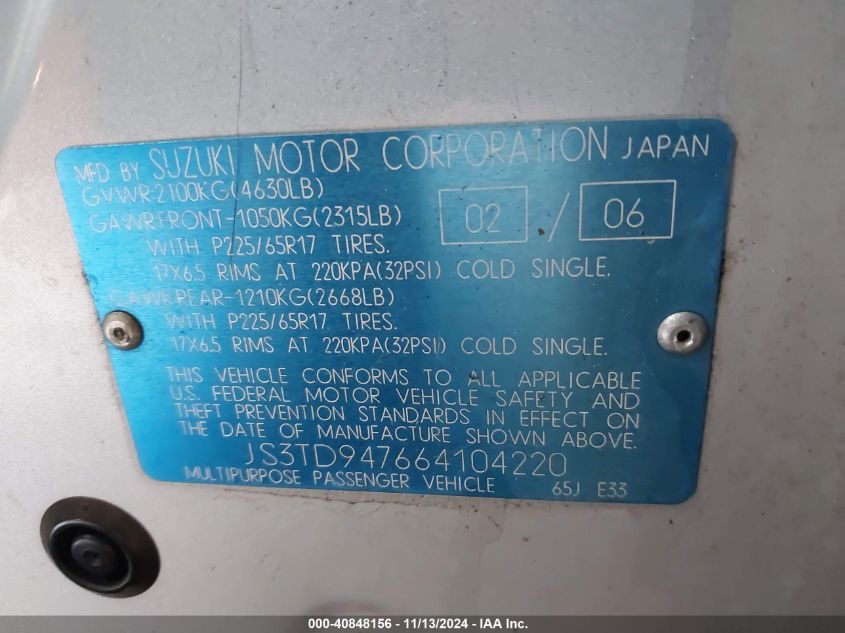 MFD BY SUZUKI MOTOR CORPORATION JAPAN
GVWR-2100KG(4630LB)
GAWRFRONT-1050KG(2315LB) 02 / 06
WITH P225/65R17 TIRES.
17X6.5 RIMS AT 220KPA(32PSI) COLD SINGLE.
GAWRREAR-1210KG(2668LB)
WITH P225/65R17 TIRES.
17X6.5 RIMS AT 220KPA(32PSI) COLD SINGLE.
THIS VEHICLE CONFORMS TO ALL APPLICABLE
U.S. FEDERAL MOTOR VEHICLE SAFETY AND
THEFT PREVENTION STANDARDS IN EFFECT ON
THE DATE OF MANUFACTURE SHOWN ABOVE.
JS3TD947664104220
MULTIPURPOSE PASSENGER VEHICLE 65J E33
000-40848156 - 11/13/2024 - IAA Inc.